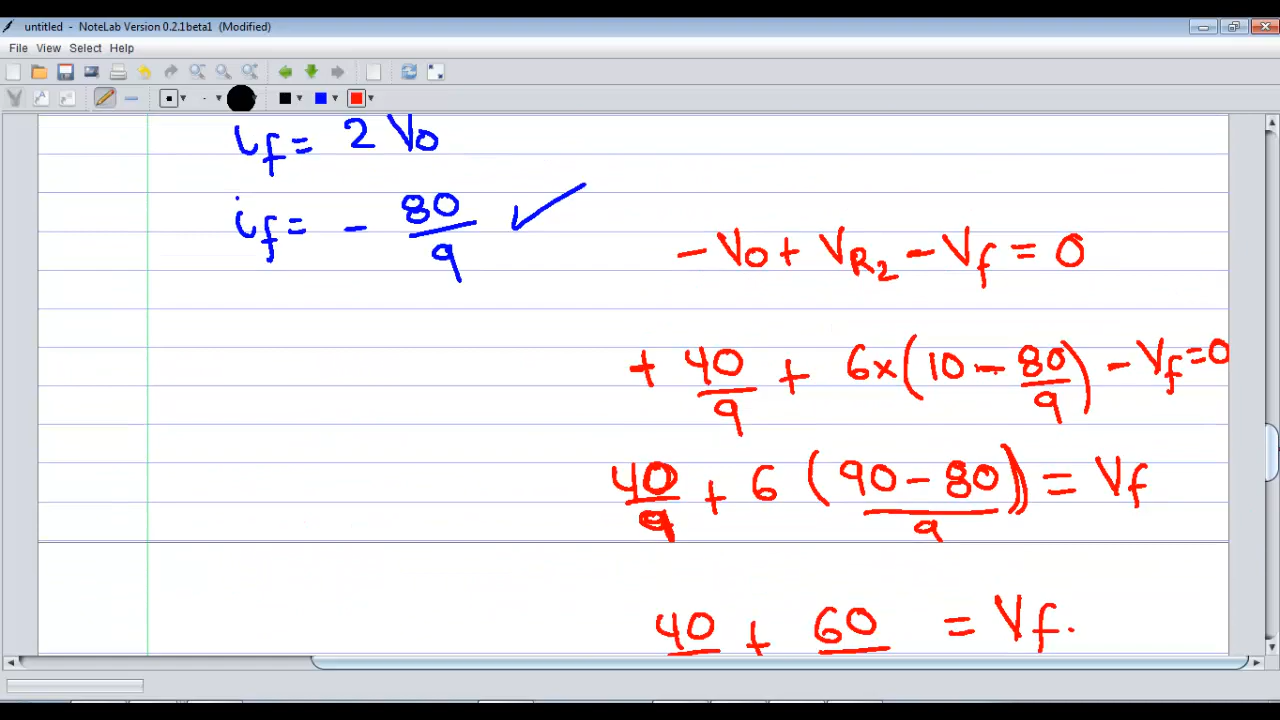 untitled - NoteLab Version 0.2.1beta1 (Modified)
File View Select Help
if = 2 Vo
if = - 80/9 ✓
-Vo + VR2 - Vf = 0
+ 40/9 + 6x(10 - 80/9) - Vf = 0
40/9 + 6 ((90 - 80)/9) = Vf
40 + 60 = Vf.